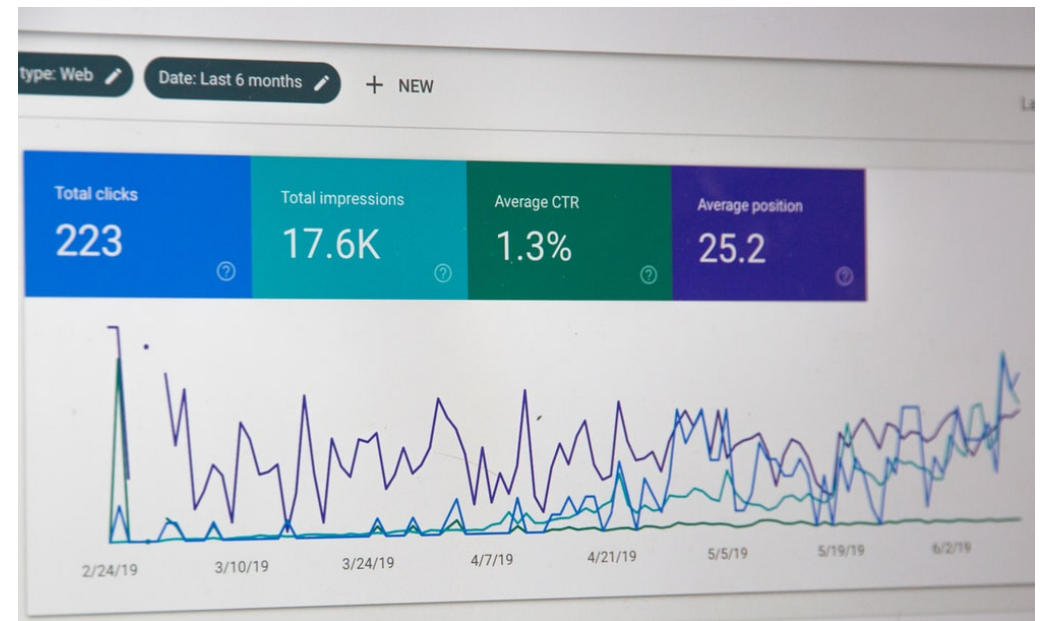 type: Web
Date: Last 6 months
+ NEW
La
Total clicks
223
Total impressions
17.6K
Average CTR
1.3%
Average position
25.2
2/24/19
3/10/19
3/24/19
4/7/19
4/21/19
5/5/19
5/19/19
6/2/19